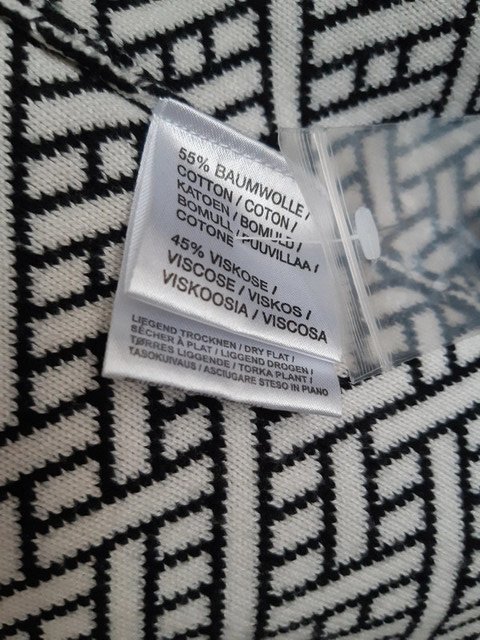 55% BAUMWOLLE /
COTTON / COTON /
KATOEN / BOMULD /
BOMULL / PUUVILLAA /
COTONE
45% VISKOSE /
VISCOSE / VISKOS /
VISKOOSIA / VISCOSA
LIEGEND TROCKNEN / DRY FLAT /
SÉCHER À PLAT / LIGGEND DROGEN /
TØRRES LIGGENDE / TORKA PLANT /
TASOKUIVAUS / ASCIUGARE STESO IN PIANO